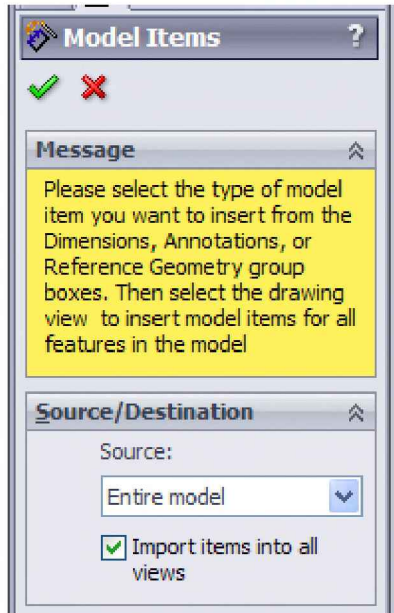 Model Items ?
Message
Please select the type of model
item you want to insert from the
Dimensions, Annotations, or
Reference Geometry group
boxes. Then select the drawing
view to insert model items for all
features in the model
Source/Destination
Source:
Entire model
Import items into all
views